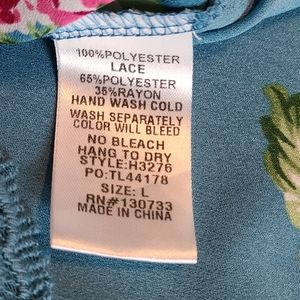 100%POLYESTER
LACE
65%POLYESTER
35%RAYON
HAND WASH COLD
WASH SEPARATELY
COLOR WILL BLEED
NO BLEACH
HANG TO DRY
STYLE:H3276
PO:TL44178
SIZE: L
RN#130733
MADE IN CHINA